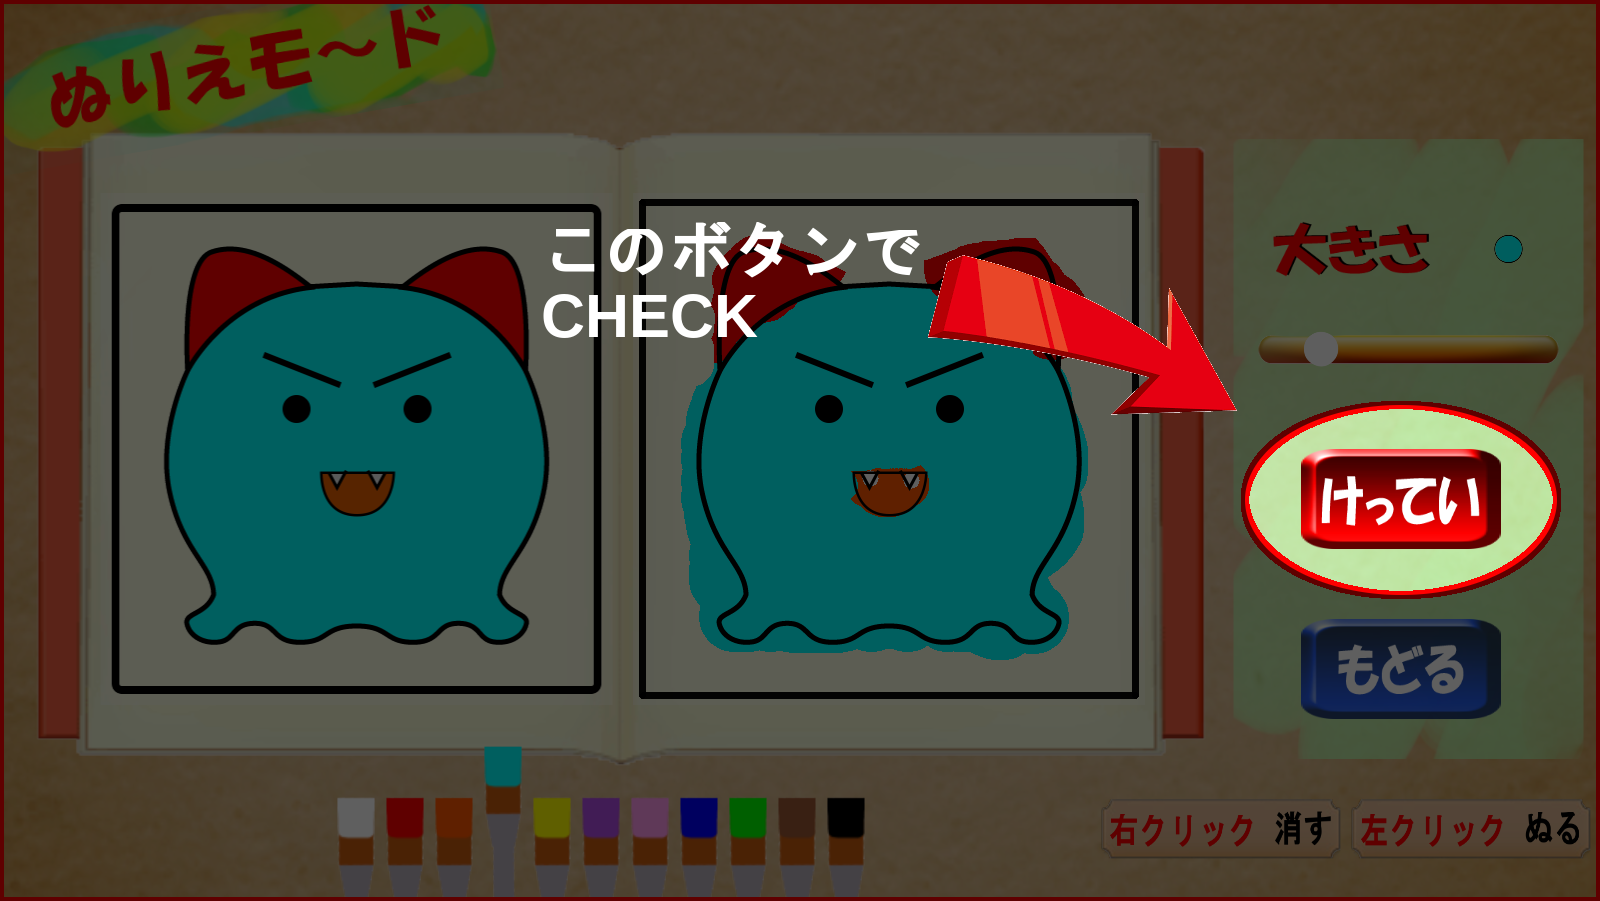 ぬりえモ〜ド
このボタンで
CHECK
大きさ
けってい
もどる
右クリック 消す
左クリック ぬる